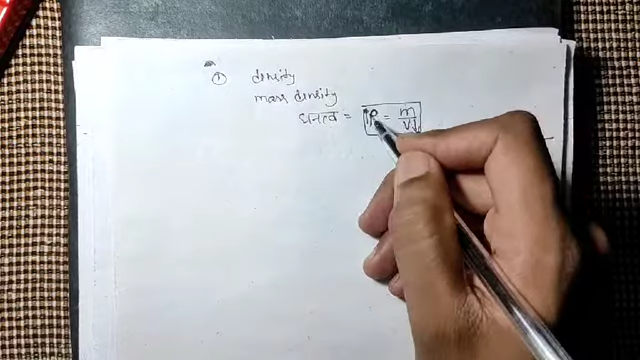 ① density
mass density
घनत्व = ↑ρ = m/V↓